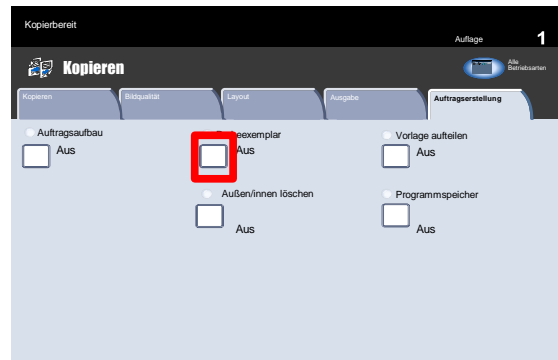 Kopierbereit
Auflage 1
Kopieren
Alle
Betriebsarten
Kopieren Bildqualität Layout Ausgabe Auftragserstellung
Auftragsaufbau
Aus
eexemplar
Aus
Vorlage aufteilen
Aus
Außen/innen löschen
Aus
Programmspeicher
Aus